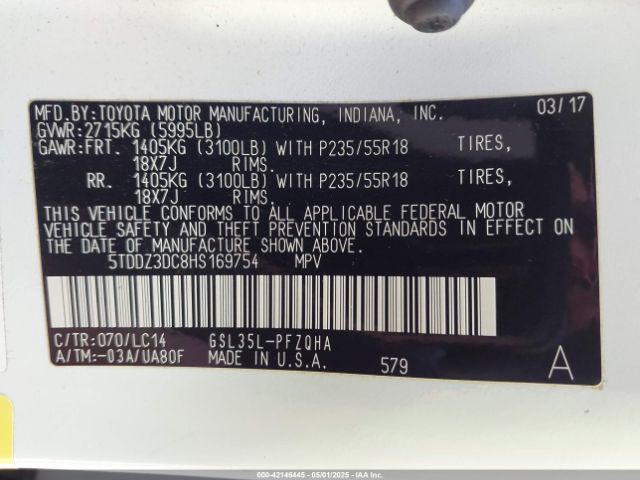 MFD.BY:TOYOTA MOTOR MANUFACTURING, INDIANA, INC. 03/17
GVWR:2715KG (5995LB)
GAWR:FRT. 1405KG (3100LB) WITH P235/55R18 TIRES,
18X7J RIMS.
RR. 1405KG (3100LB) WITH P235/55R18 TIRES,
18X7J RIMS.
THIS VEHICLE CONFORMS TO ALL APPLICABLE FEDERAL MOTOR
VEHICLE SAFETY AND THEFT PREVENTION STANDARDS IN EFFECT ON
THE DATE OF MANUFACTURE SHOWN ABOVE.
5TDDZ3DC8HS169754 MPV
C/TR:070/LC14 GSL35L-PFZQHA
A/TM:-03A/UA80F MADE IN U.S.A. 579 A
000-42146445 - 05/01/2025 - IAA Inc.